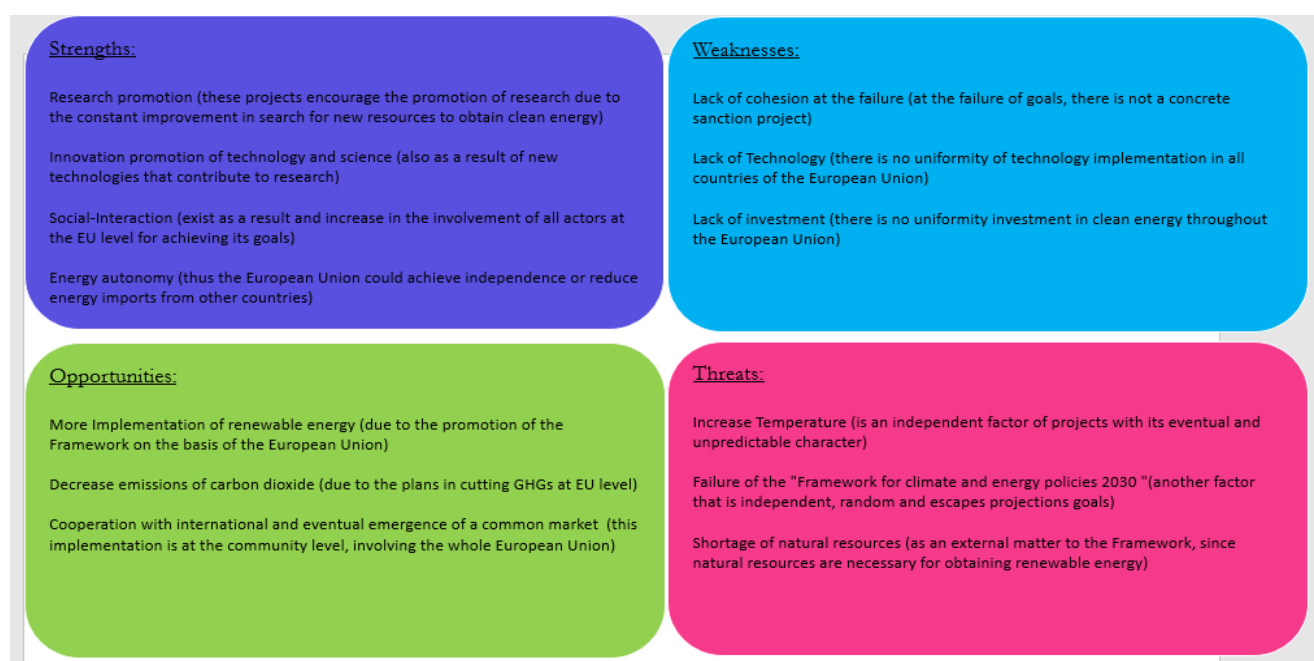 Strengths:
Research promotion (these projects encourage the promotion of research due to
the constant improvement in search for new resources to obtain clean energy)
Innovation promotion of technology and science (also as a result of new
technologies that contribute to research)
Social-Interaction (exist as a result and increase in the involvement of all actors at
the EU level for achieving its goals)
Energy autonomy (thus the European Union could achieve independence or reduce
energy imports from other countries)
Weaknesses:
Lack of cohesion at the failure (at the failure of goals, there is not a concrete
sanction project)
Lack of Technology (there is no uniformity of technology implementation in all
countries of the European Union)
Lack of investment (there is no uniformity investment in clean energy throughout
the European Union)
Opportunities:
More Implementation of renewable energy (due to the promotion of the
Framework on the basis of the European Union)
Decrease emissions of carbon dioxide (due to the plans in cutting GHGs at EU level)
Cooperation with international and eventual emergence of a common market  (this
implementation is at the community level, involving the whole European Union)
Threats:
Increase Temperature (is an independent factor of projects with its eventual and
unpredictable character)
Failure of the "Framework for climate and energy policies 2030 "(another factor
that is independent, random and escapes projections goals)
Shortage of natural resources (as an external matter to the Framework, since
natural resources are necessary for obtaining renewable energy)